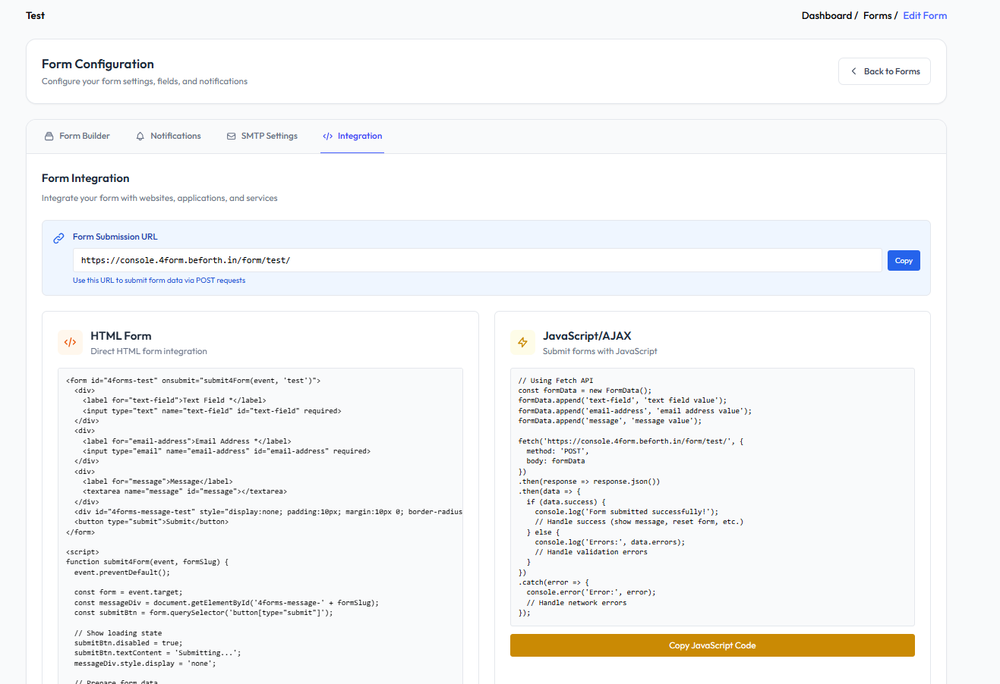 Test
Dashboard / Forms / Edit Form
Form Configuration
Configure your form settings, fields, and notifications
Back to Forms
Form Builder
Notifications
SMTP Settings
</> Integration
Form Integration
Integrate your form with websites, applications, and services
Form Submission URL
https://console.4form.beforth.in/form/test/
Copy
Use this URL to submit form data via POST requests
</>
HTML Form
Direct HTML form integration
<form id="4forms-test" onsubmit="submit4Form(event, 'test')">
  <div>
    <label for="text-field">Text Field *</label>
    <input type="text" name="text-field" id="text-field" required>
  </div>
  <div>
    <label for="email-address">Email Address *</label>
    <input type="email" name="email-address" id="email-address" required>
  </div>
  <div>
    <label for="message">Message</label>
    <textarea name="message" id="message"></textarea>
  </div>
  <div id="4forms-message-test" style="display:none; padding:10px; margin:10px 0; border-radius
  <button type="submit">Submit</button>
</form>
<script>
function submit4Form(event, formSlug) {
  event.preventDefault();
  const form = event.target;
  const messageDiv = document.getElementById('4forms-message-' + formSlug);
  const submitBtn = form.querySelector('button[type="submit"]');
  // Show loading state
  submitBtn.disabled = true;
  submitBtn.textContent = 'Submitting...';
  messageDiv.style.display = 'none';
  // Prepare form data
JavaScript/AJAX
Submit forms with JavaScript
// Using Fetch API
const formData = new FormData();
formData.append('text-field', 'text field value');
formData.append('email-address', 'email address value');
formData.append('message', 'message value');
fetch('https://console.4form.beforth.in/form/test/', {
  method: 'POST',
  body: formData
})
.then(response => response.json())
.then(data => {
  if (data.success) {
    console.log('Form submitted successfully!');
    // Handle success (show message, reset form, etc.)
  } else {
    console.log('Errors:', data.errors);
    // Handle validation errors
  }
})
.catch(error => {
  console.error('Error:', error);
  // Handle network errors
});
Copy JavaScript Code